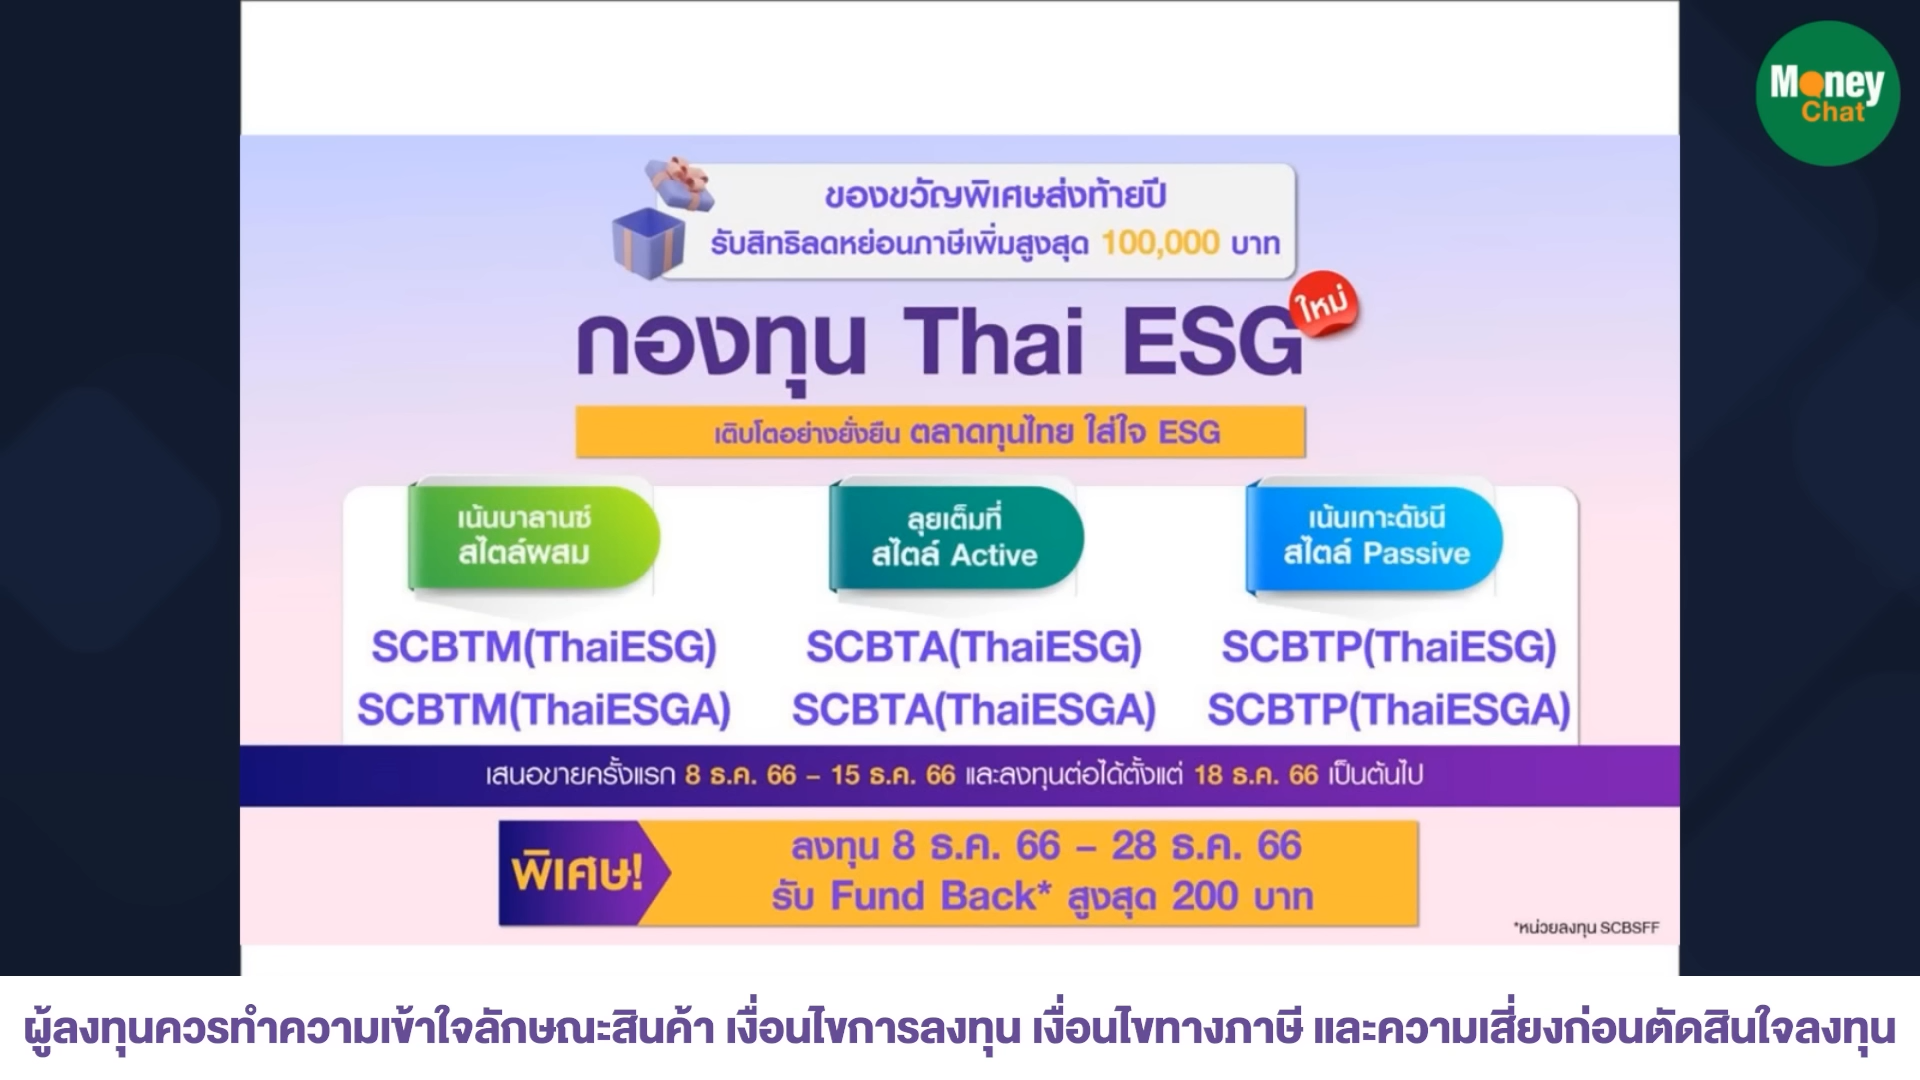 Money
Chat
ของขวัญพิเศษส่งท้ายปี
รับสิทธิลดหย่อนภาษีเพิ่มสูงสุด 100,000 บาท
กองทุน Thai ESG
ใหม่
เติบโตอย่างยั่งยืน ตลาดทุนไทย ใส่ใจ ESG
เน้นบาลานซ์
สไตล์ผสม
SCBTM(ThaiESG)
SCBTM(ThaiESGA)
ลุยเต็มที่
สไตล์ Active
SCBTA(ThaiESG)
SCBTA(ThaiESGA)
เน้นเกาะดัชนี
สไตล์ Passive
SCBTP(ThaiESG)
SCBTP(ThaiESGA)
เสนอขายครั้งแรก 8 ธ.ค. 66 – 15 ธ.ค. 66 และลงทุนต่อได้ตั้งแต่ 18 ธ.ค. 66 เป็นต้นไป
พิเศษ!
ลงทุน 8 ธ.ค. 66 – 28 ธ.ค. 66
รับ Fund Back* สูงสุด 200 บาท
*หน่วยลงทุน SCBSFF
ผู้ลงทุนควรทำความเข้าใจลักษณะสินค้า เงื่อนไขการลงทุน เงื่อนไขทางภาษี และความเสี่ยงก่อนตัดสินใจลงทุน